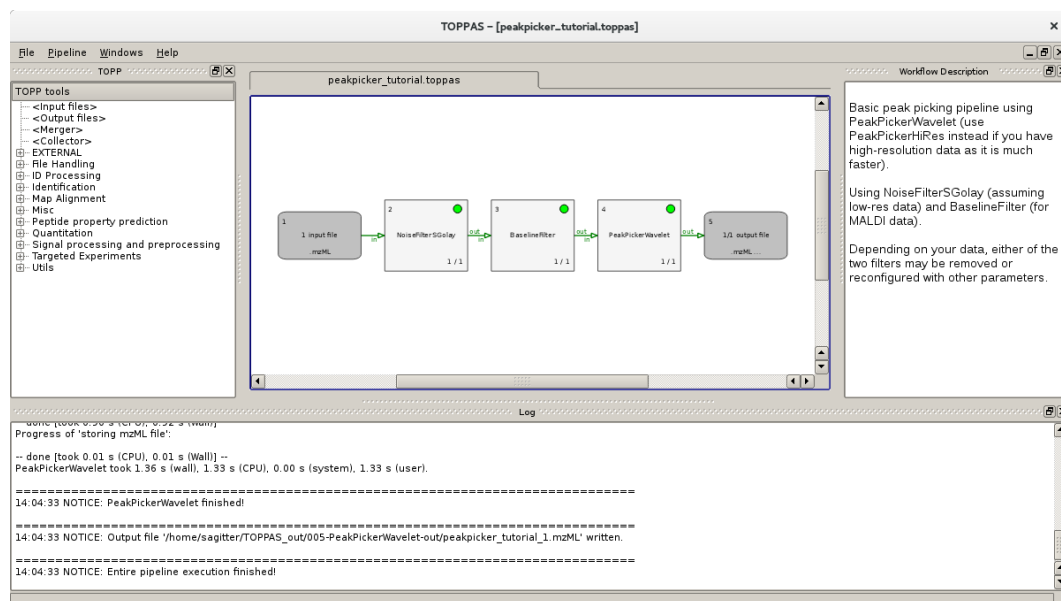 TOPPAS – [peakpicker_tutorial.toppas]
File Pipeline Windows Help
TOPP
TOPP tools
<Input files>
<Output files>
<Merger>
<Collector>
EXTERNAL
File Handling
ID Processing
Identification
Map Alignment
Misc
Peptide property prediction
Quantitation
Signal processing and preprocessing
Targeted Experiments
Utils
peakpicker_tutorial.toppas
1
1 input file
.mzML
in
2
NoiseFilterSGolay
1 / 1
out
in
3
BaselineFilter
1 / 1
out
in
4
PeakPickerWavelet
1 / 1
out
5
1/1 output file
.mzML ...
Workflow Description
Basic peak picking pipeline using
PeakPickerWavelet (use
PeakPickerHiRes instead if you have
high-resolution data as it is much
faster).
Using NoiseFilterSGolay (assuming
low-res data) and BaselineFilter (for
MALDI data).
Depending on your data, either of the
two filters may be removed or
reconfigured with other parameters.
Log
-- done [took 0.90 s (CPU), 0.92 s (Wall)]
Progress of 'storing mzML file':
-- done [took 0.01 s (CPU), 0.01 s (Wall)] --
PeakPickerWavelet took 1.36 s (wall), 1.33 s (CPU), 0.00 s (system), 1.33 s (user).
==============================================================================
14:04:33 NOTICE: PeakPickerWavelet finished!
==============================================================================
14:04:33 NOTICE: Output file '/home/sagitter/TOPPAS_out/005-PeakPickerWavelet-out/peakpicker_tutorial_1.mzML' written.
==============================================================================
14:04:33 NOTICE: Entire pipeline execution finished!